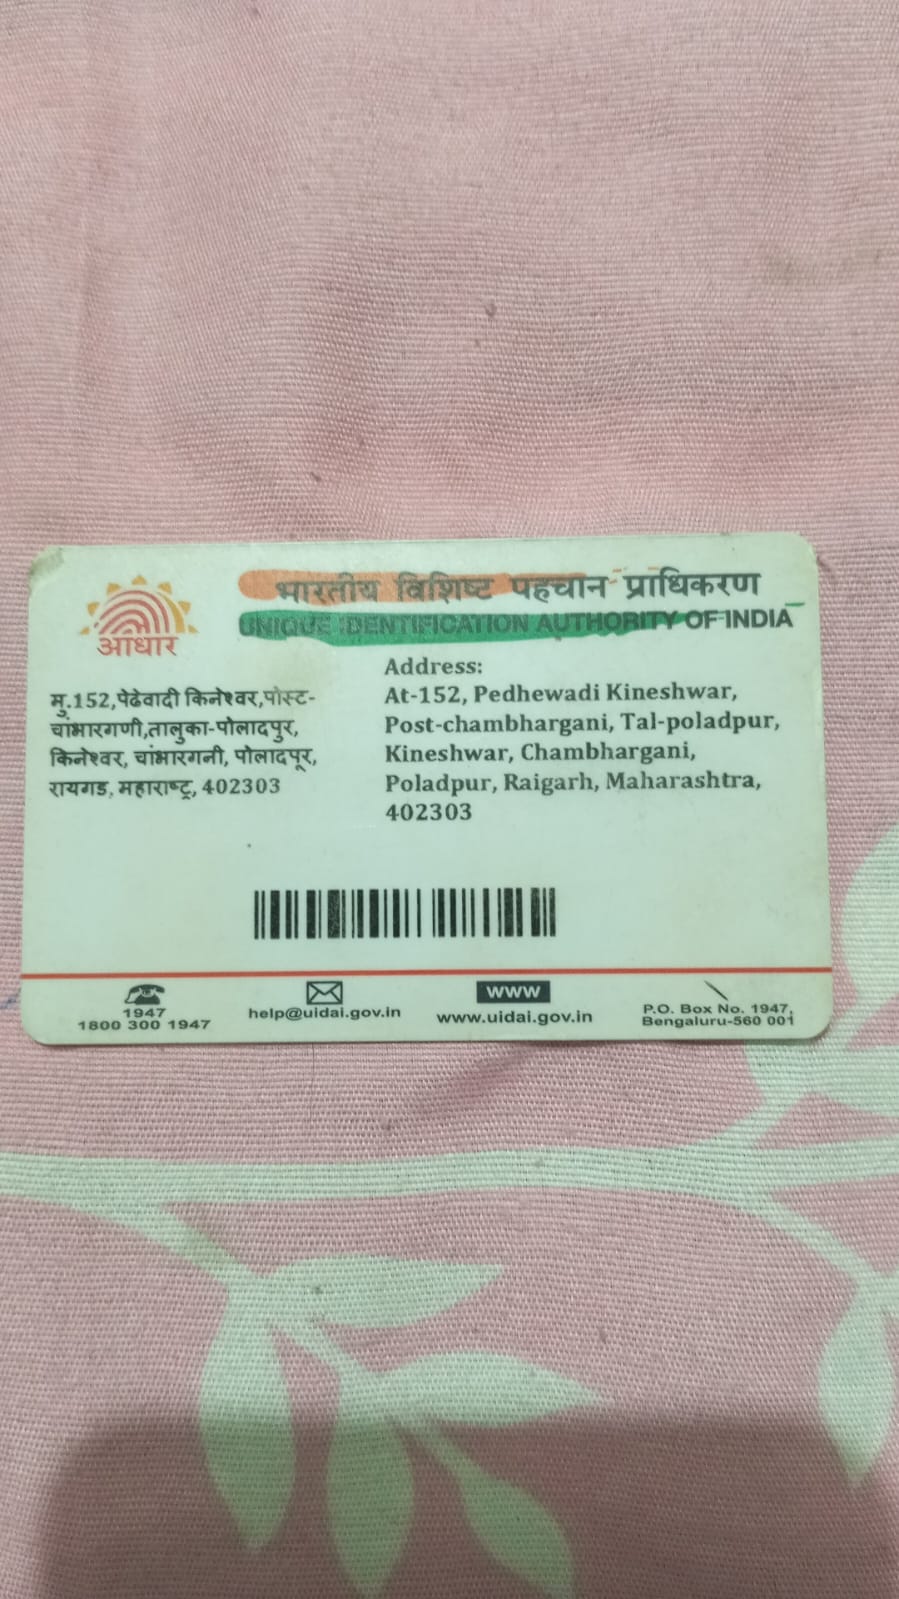 भारतीय विशिष्ट पहचान प्राधिकरण
UNIQUE IDENTIFICATION AUTHORITY OF INDIA
आधार
मु.152,पेढेवादी किनेश्वर,पोस्ट-
चांभारगणी,तालुका-पोलादपुर,
किनेश्वर, चांभारगनी, पोलादपूर,
रायगड, महाराष्ट्र, 402303
Address:
At-152, Pedhewadi Kineshwar,
Post-chambhargani, Tal-poladpur,
Kineshwar, Chambhargani,
Poladpur, Raigarh, Maharashtra,
402303
1947
1800 300 1947
help@uidai.gov.in
www
www.uidai.gov.in
P.O. Box No. 1947,
Bengaluru-560 001